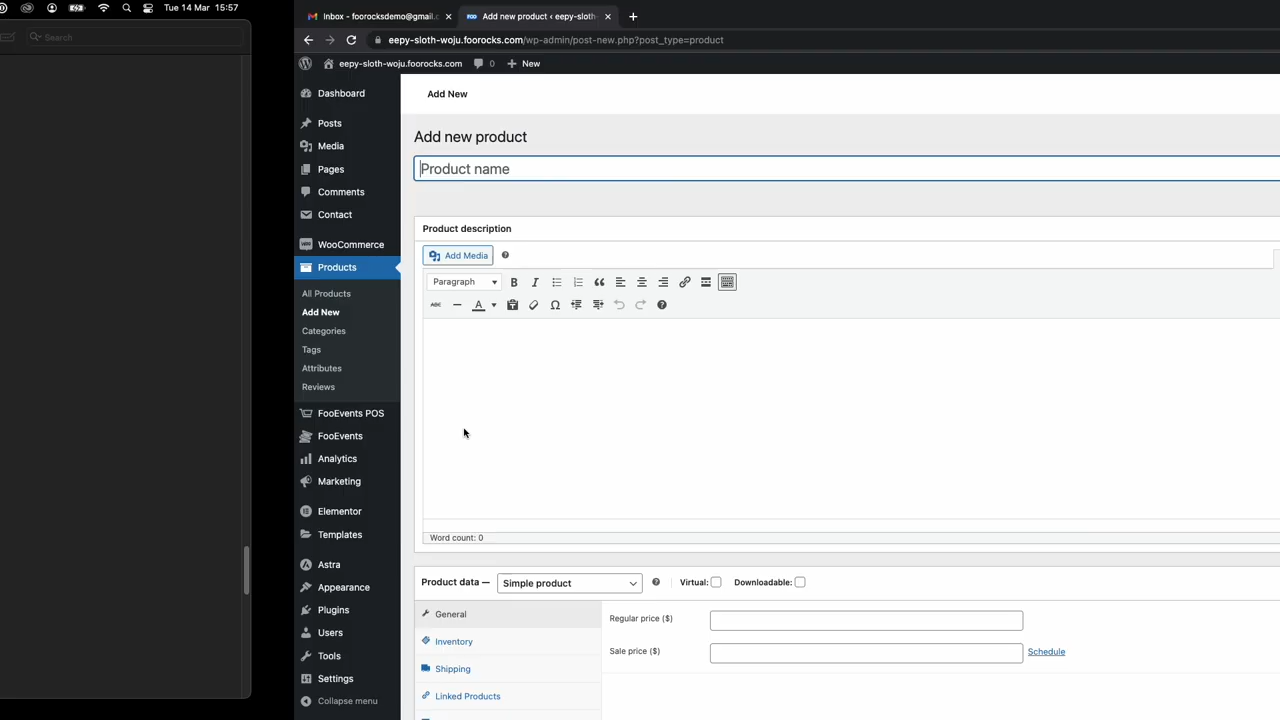 Tue 14 Mar 15:57
Search
Inbox - foorocksdemo@gmail.c
Add new product ‹ eepy-sloth-
eepy-sloth-woju.foorocks.com/wp-admin/post-new.php?post_type=product
eepy-sloth-woju.foorocks.com
0
New
Dashboard
Posts
Media
Pages
Comments
Contact
WooCommerce
Products
All Products
Add New
Categories
Tags
Attributes
Reviews
FooEvents POS
FooEvents
Analytics
Marketing
Elementor
Templates
Astra
Appearance
Plugins
Users
Tools
Settings
Collapse menu
Add New
Add new product
Product name
Product description
Add Media
Paragraph
Word count: 0
Product data — Simple product Virtual: Downloadable:
General
Inventory
Shipping
Linked Products
Regular price ($)
Sale price ($)
Schedule